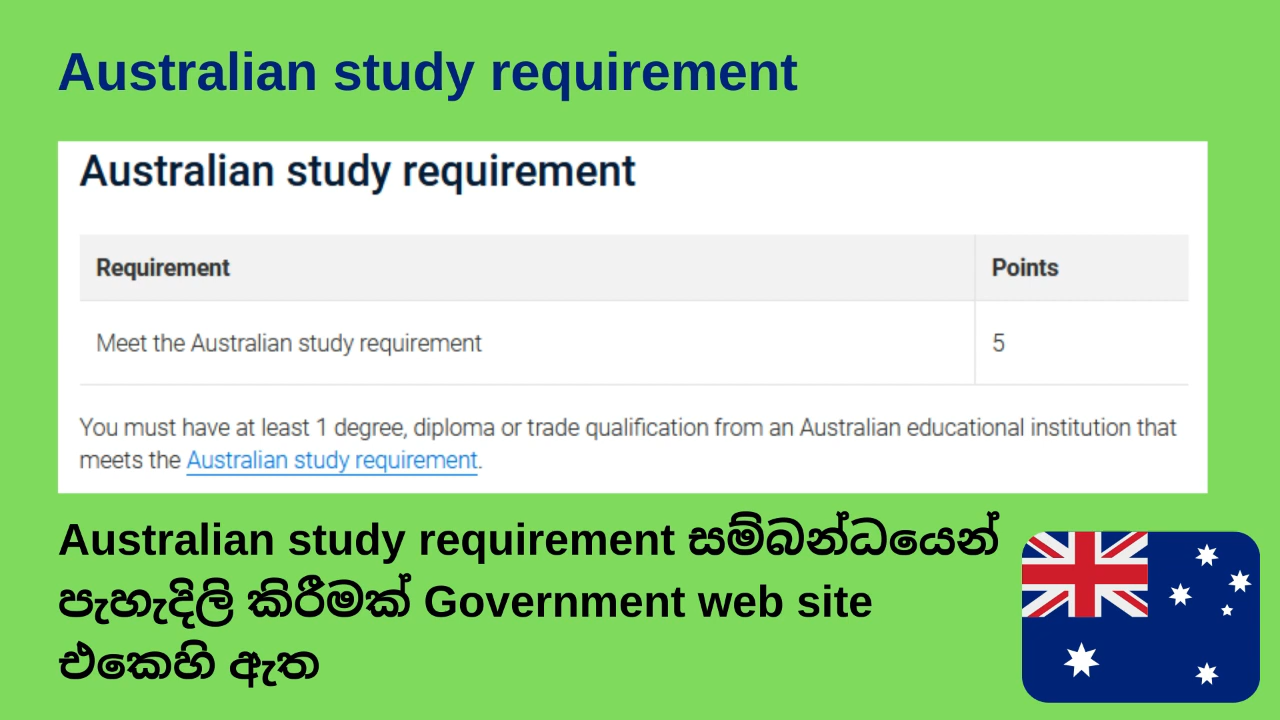 Australian study requirement
Australian study requirement
Requirement Points
Meet the Australian study requirement 5
You must have at least 1 degree, diploma or trade qualification from an Australian educational institution that
meets the Australian study requirement.
Australian study requirement සම්බන්ධයෙන්
පැහැදිලි කිරීමක් Government web site
එකෙහි ඇත